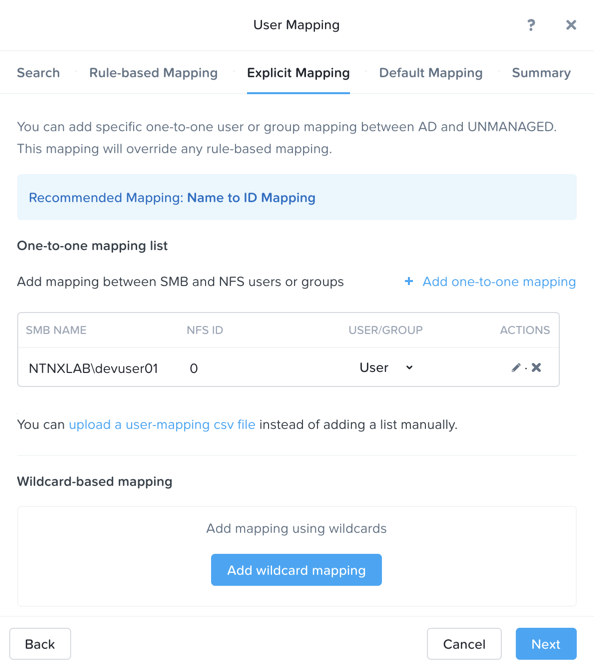 User Mapping
?
Search
Rule-based Mapping
Explicit Mapping
Default Mapping
Summary
You can add specific one-to-one user or group mapping between AD and UNMANAGED.
This mapping will override any rule-based mapping.
Recommended Mapping: Name to ID Mapping
One-to-one mapping list
Add mapping between SMB and NFS users or groups
+ Add one-to-one mapping
SMB NAME NFS ID USER/GROUP ACTIONS
NTNXLAB\devuser01 0 User ·
You can upload a user-mapping csv file instead of adding a list manually.
Wildcard-based mapping
Add mapping using wildcards
Add wildcard mapping
Back
Cancel
Next